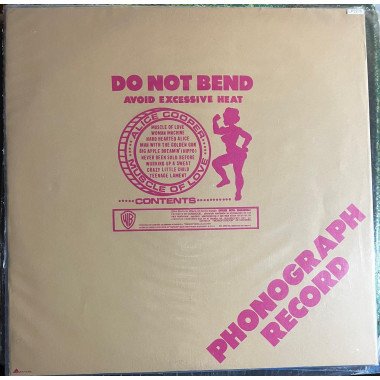 DO NOT BEND
AVOID EXCESSIVE HEAT
ALICE COOPER
MUSCLE OF LOVE
WOMAN MACHINE
HARD HEARTED ALICE
MAN WITH THE GOLDEN GUN
BIG APPLE DREAMIN' (HIPPO)
NEVER BEEN SOLD BEFORE
WORKING UP A SWEAT
CRAZY LITTLE CHILD
TEENAGE LAMENT
MUSCLE OF LOVE
CONTENTS
WB
PHONOGRAPH
RECORD